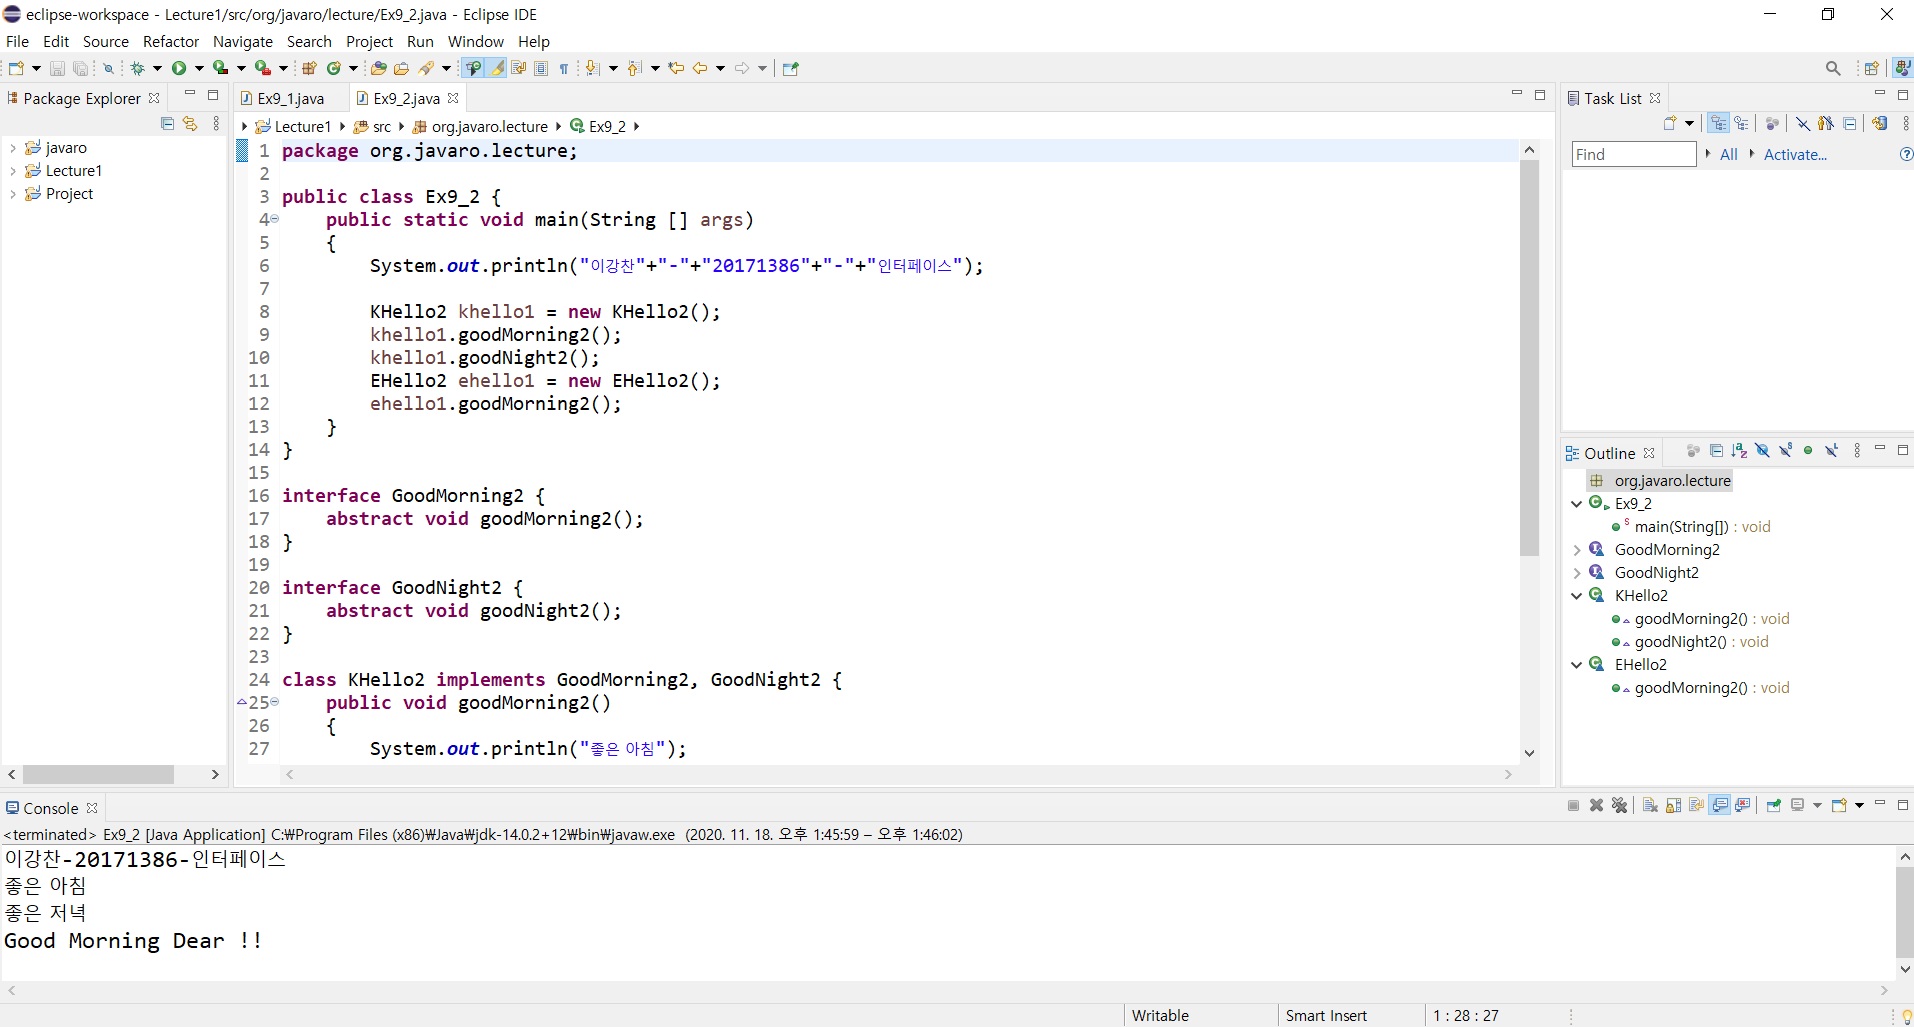 eclipse-workspace - Lecture1/src/org/javaro/lecture/Ex9_2.java - Eclipse IDE
File Edit Source Refactor Navigate Search Project Run Window Help
Package Explorer
javaro
Lecture1
Project
Ex9_1.java Ex9_2.java
Lecture1 src org.javaro.lecture Ex9_2
1 package org.javaro.lecture;
2
3 public class Ex9_2 {
4 public static void main(String [] args)
5 {
6 System.out.println("이강찬"+"-"+"20171386"+"-"+"인터페이스");
7
8 KHello2 khello1 = new KHello2();
9 khello1.goodMorning2();
10 khello1.goodNight2();
11 EHello2 ehello1 = new EHello2();
12 ehello1.goodMorning2();
13 }
14 }
15
16 interface GoodMorning2 {
17 abstract void goodMorning2();
18 }
19
20 interface GoodNight2 {
21 abstract void goodNight2();
22 }
23
24 class KHello2 implements GoodMorning2, GoodNight2 {
25 public void goodMorning2()
26 {
27 System.out.println("좋은 아침");
Task List
Find All Activate...
Outline
org.javaro.lecture
Ex9_2
main(String[]) : void
GoodMorning2
GoodNight2
KHello2
goodMorning2() : void
goodNight2() : void
EHello2
goodMorning2() : void
Console
<terminated> Ex9_2 [Java Application] C:₩Program Files (x86)₩Java₩jdk-14.0.2+12₩bin₩javaw.exe (2020. 11. 18. 오후 1:45:59 – 오후 1:46:02)
이강찬-20171386-인터페이스
좋은 아침
좋은 저녁
Good Morning Dear !!
Writable Smart Insert 1 : 28 : 27